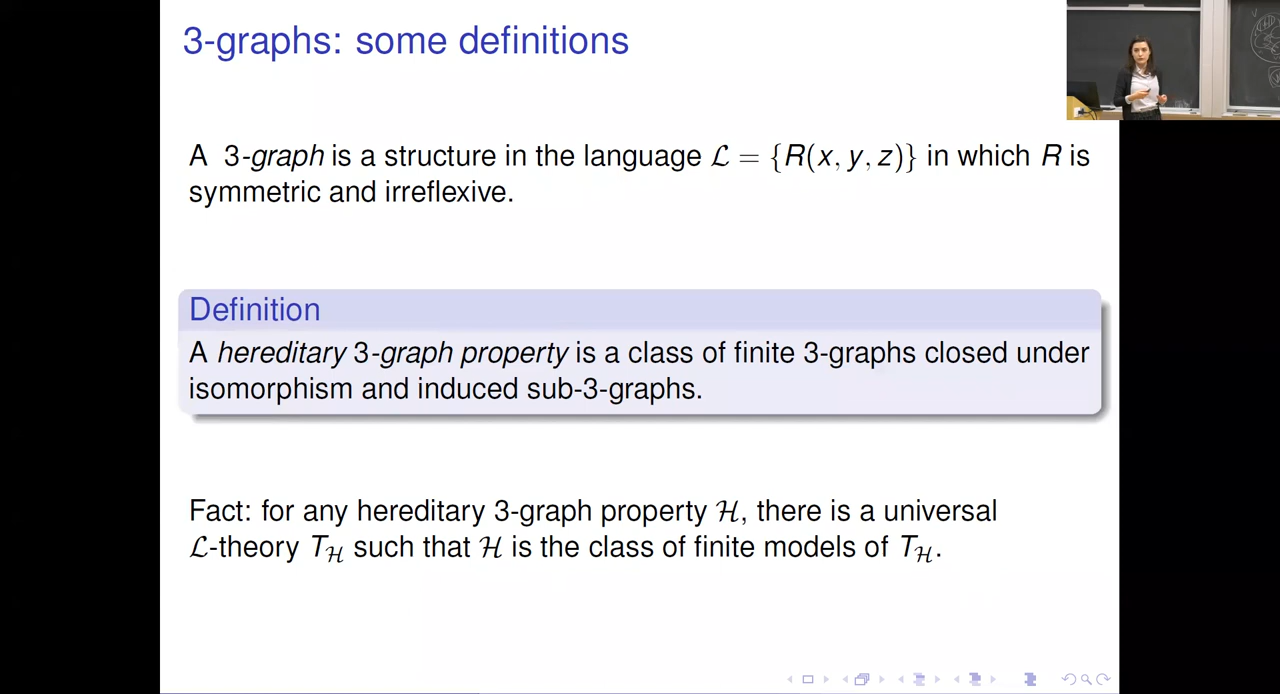 3-graphs: some definitions
A 3-graph is a structure in the language ℒ = {R(x, y, z)} in which R is
symmetric and irreflexive.
Definition
A hereditary 3-graph property is a class of finite 3-graphs closed under
isomorphism and induced sub-3-graphs.
Fact: for any hereditary 3-graph property ℋ, there is a universal
ℒ-theory T_ℋ such that ℋ is the class of finite models of T_ℋ.